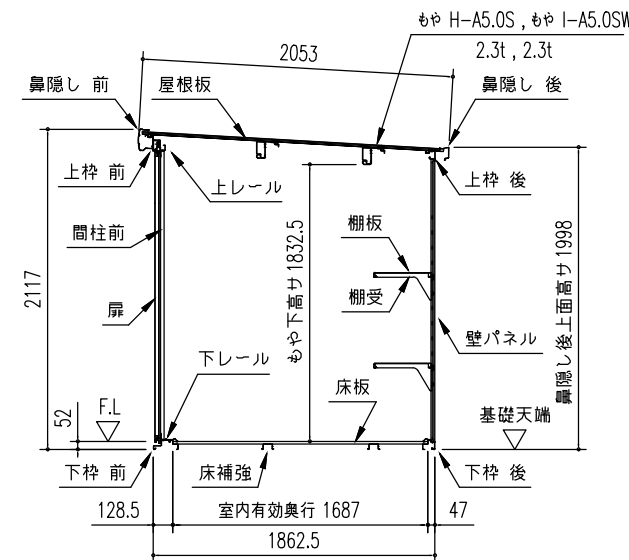 もや H-A5.0S , もや I-A5.0SW
2.3t , 2.3t
2053
鼻隠し 前
屋根板
鼻隠し 後
上枠 前
上レール
上枠 後
間柱前
棚板
棚受
もや下高サ1832.5
鼻隠し後上面高サ1998
2117
扉
壁パネル
下レール
床板
52
F.L
基礎天端
下枠 前
床補強
下枠 後
128.5
室内有効奥行 1687
47
1862.5